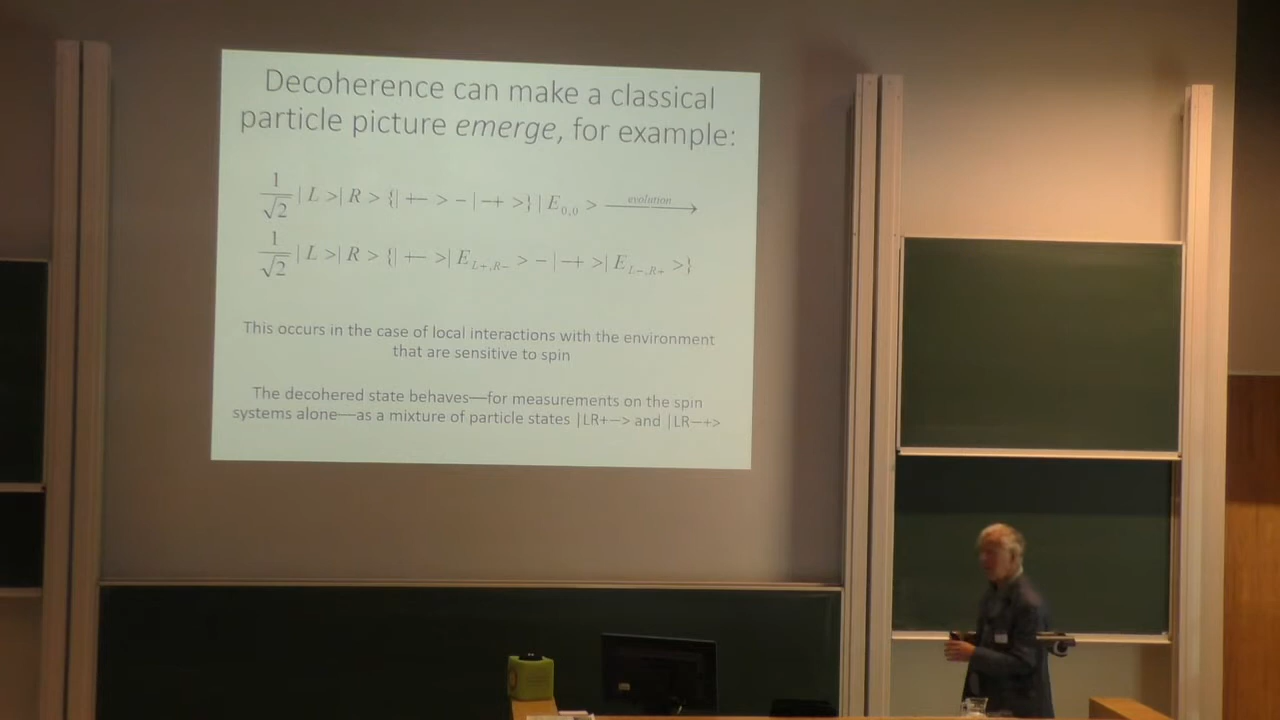 Decoherence can make a classical
particle picture emerge, for example:
1/√2 | L >| R > {| +− > − | −+ >} | E0,0 > evolution →
1/√2 | L >| R > {| +− >| E L+,R− > − | −+ >| E L−,R+ >}
This occurs in the case of local interactions with the environment
that are sensitive to spin
The decohered state behaves—for measurements on the spin
systems alone—as a mixture of particle states |LR+−> and |LR−+>